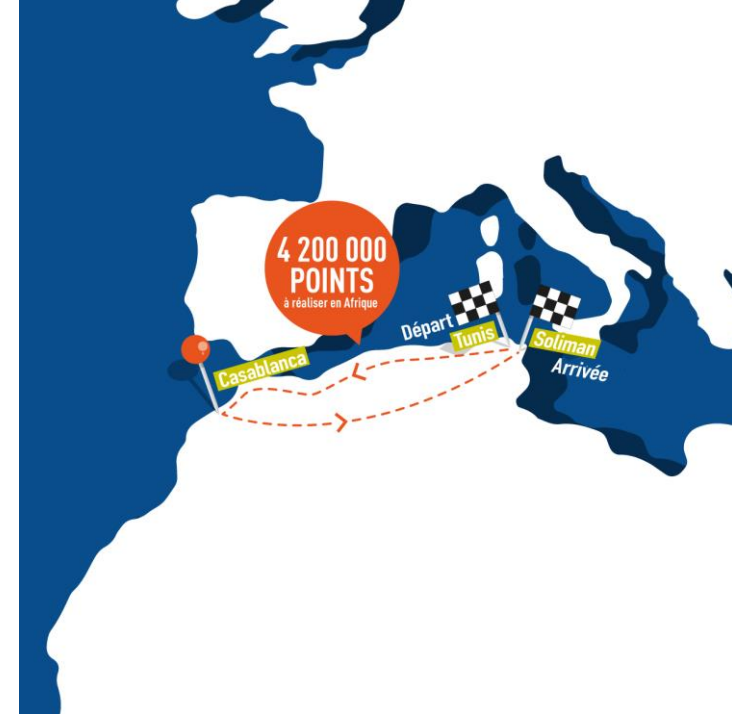 4 200 000
POINTS
à réaliser en Afrique
Départ
Tunis
Soliman
Arrivée
Casablanca